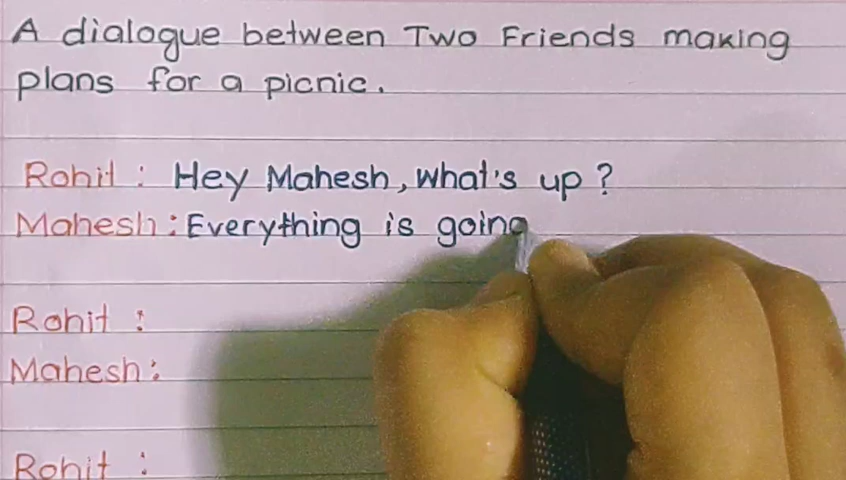 A dialogue between Two Friends making
plans for a picnic.
Rohit : Hey Mahesh, what's up ?
Mahesh : Everything is going
Rohit :
Mahesh :
Rohit :